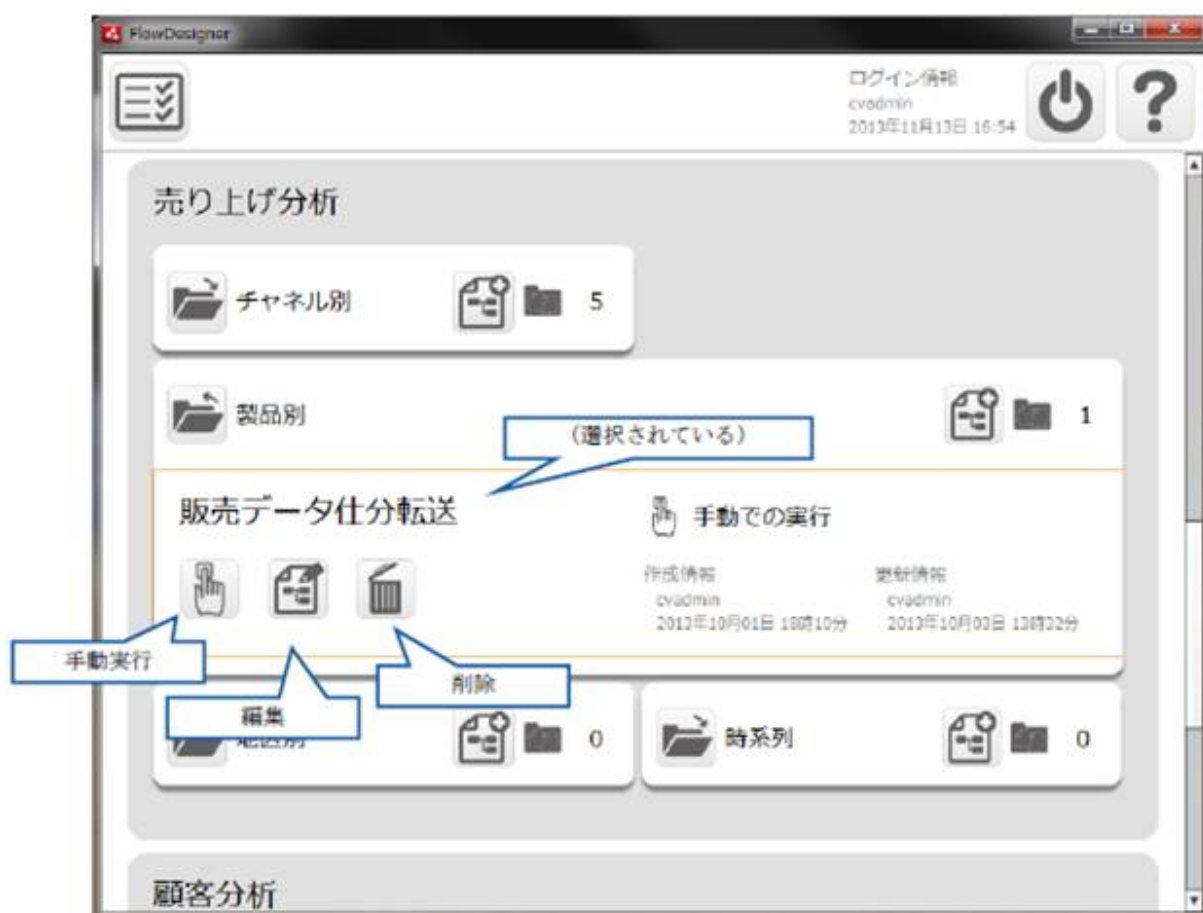 FlowDesigner
ログイン情報
cvadmin
2013年11月13日 16:54
売り上げ分析
チャネル別
5
製品別
1
(選択されている)
販売データ仕分転送
手動での実行
作成情報
更新情報
cvadmin
cvadmin
2013年10月01日 18時10分
2013年10月03日 13時32分
手動実行
編集
削除
0
時系列
0
顧客分析